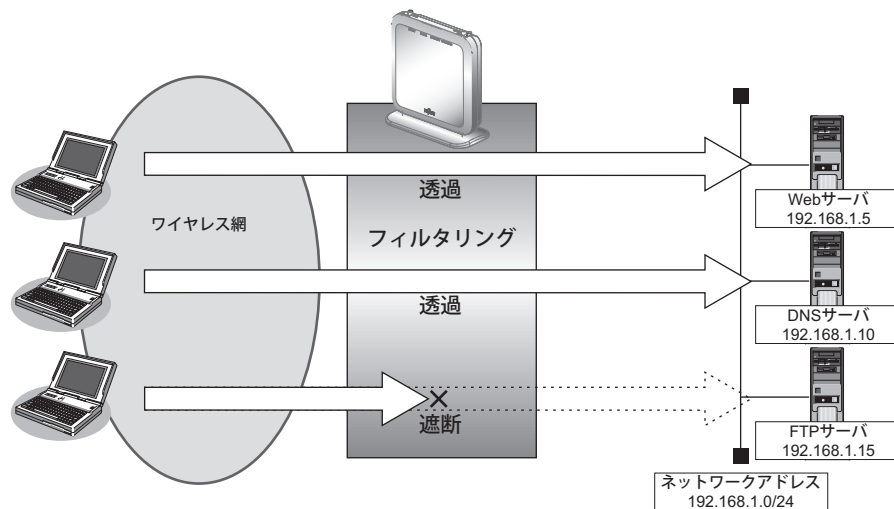 透過
Webサーバ
192.168.1.5
ワイヤレス網
フィルタリング
透過
DNSサーバ
192.168.1.10
×
遮断
FTPサーバ
192.168.1.15
ネットワークアドレス
192.168.1.0/24